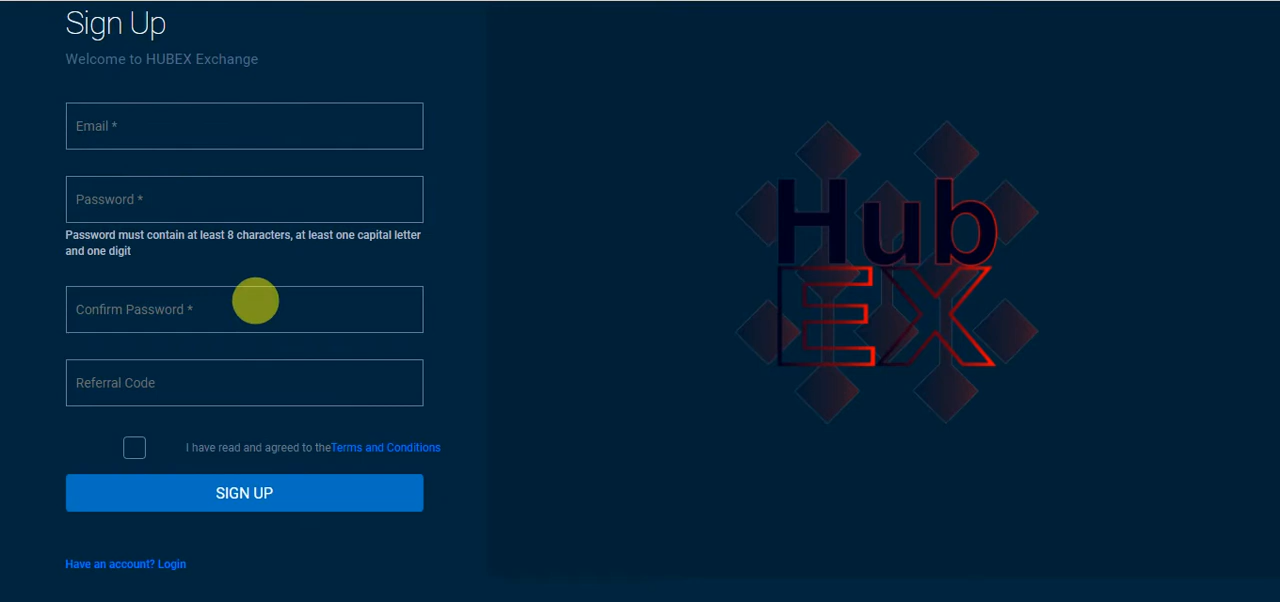 Sign Up
Welcome to HUBEX Exchange
Email *
Password *
Password must contain at least 8 characters, at least one capital letter
and one digit
Confirm Password *
Referral Code
I have read and agreed to theTerms and Conditions
SIGN UP
Have an account? Login
Hub
EX